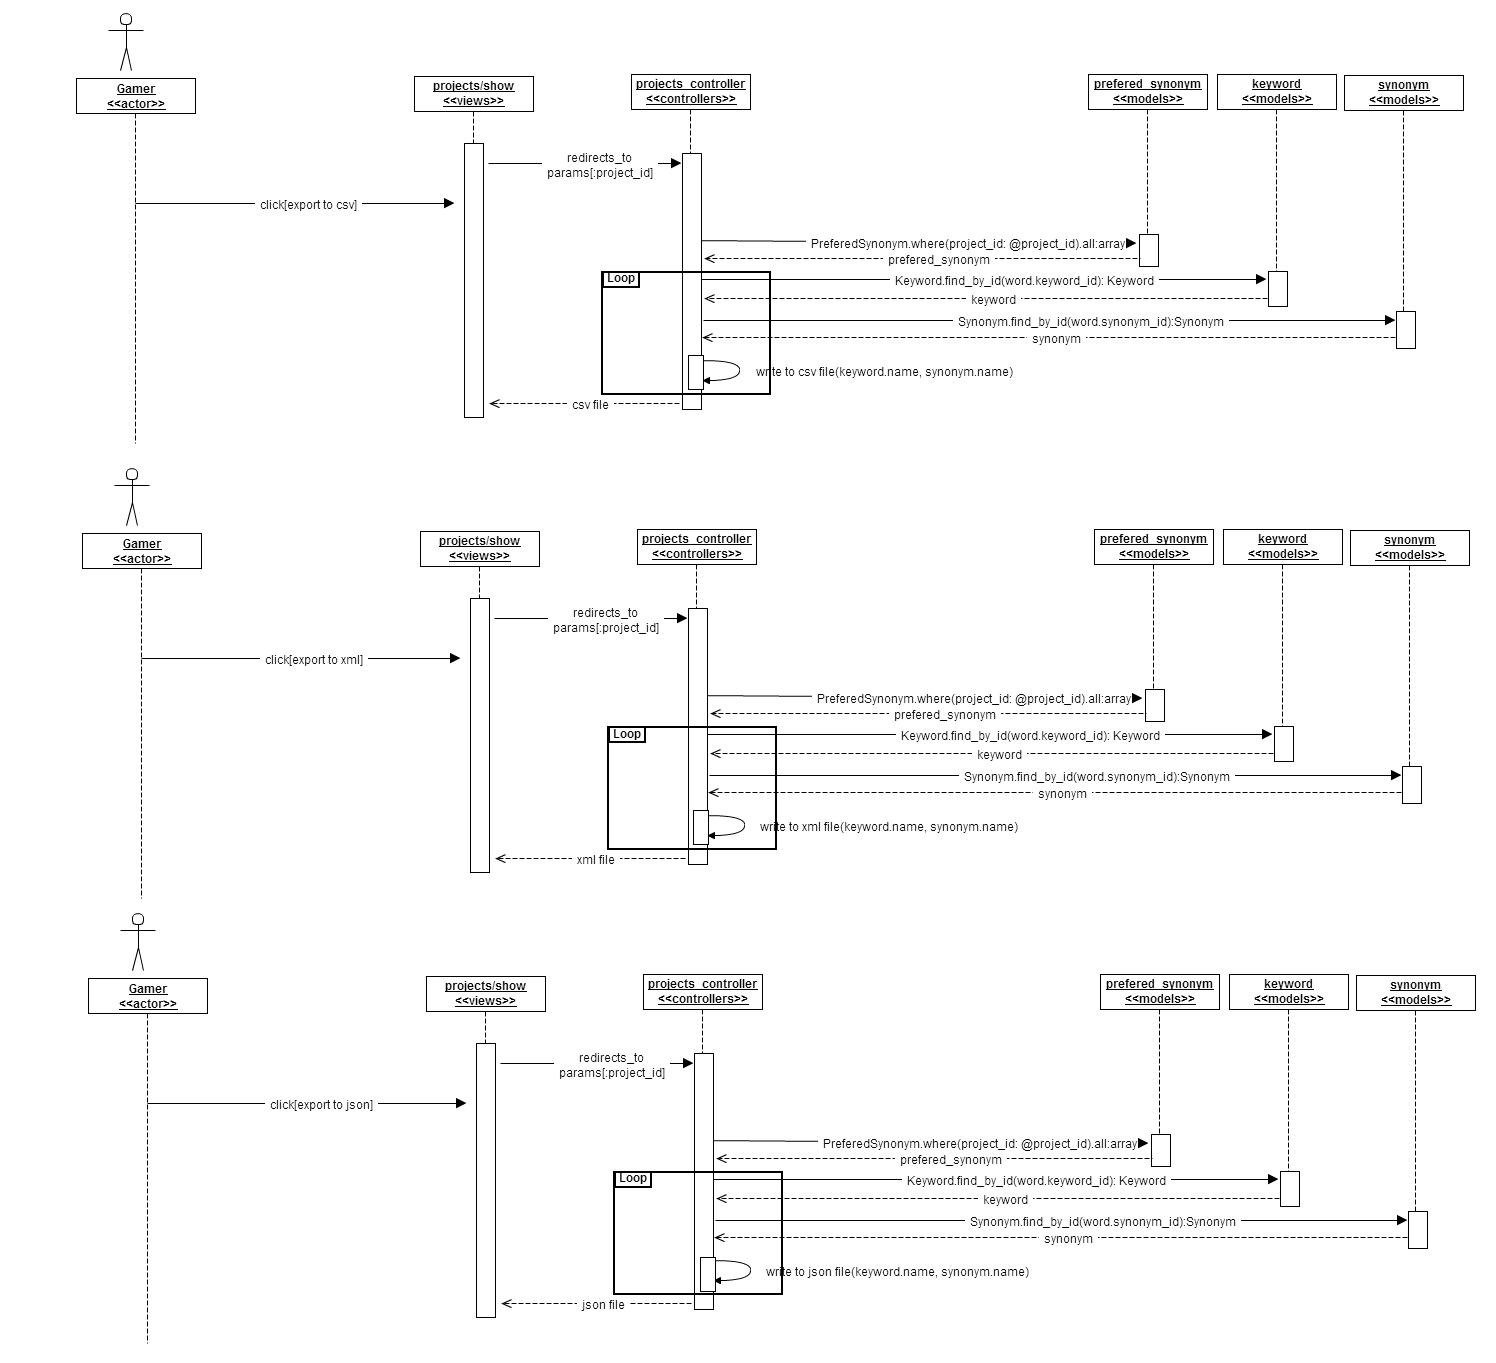 Gamer
<<actor>>
projects/show
<<views>>
projects_controller
<<controllers>>
prefered_synonym
<<models>>
keyword
<<models>>
synonym
<<models>>
redirects_to
params[:project_id]
click[export to csv]
PreferedSynonym.where(project_id: @project_id).all:array
prefered_synonym
Loop
Keyword.find_by_id(word.keyword_id): Keyword
keyword
Synonym.find_by_id(word.synonym_id):Synonym
synonym
write to csv file(keyword.name, synonym.name)
csv file
Gamer
<<actor>>
projects/show
<<views>>
projects_controller
<<controllers>>
prefered_synonym
<<models>>
keyword
<<models>>
synonym
<<models>>
redirects_to
params[:project_id]
click[export to xml]
PreferedSynonym.where(project_id: @project_id).all:array
prefered_synonym
Loop
Keyword.find_by_id(word.keyword_id): Keyword
keyword
Synonym.find_by_id(word.synonym_id):Synonym
synonym
write to xml file(keyword.name, synonym.name)
xml file
Gamer
<<actor>>
projects/show
<<views>>
projects_controller
<<controllers>>
prefered_synonym
<<models>>
keyword
<<models>>
synonym
<<models>>
redirects_to
params[:project_id]
click[export to json]
PreferedSynonym.where(project_id: @project_id).all:array
prefered_synonym
Loop
Keyword.find_by_id(word.keyword_id): Keyword
keyword
Synonym.find_by_id(word.synonym_id):Synonym
synonym
write to json file(keyword.name, synonym.name)
json file